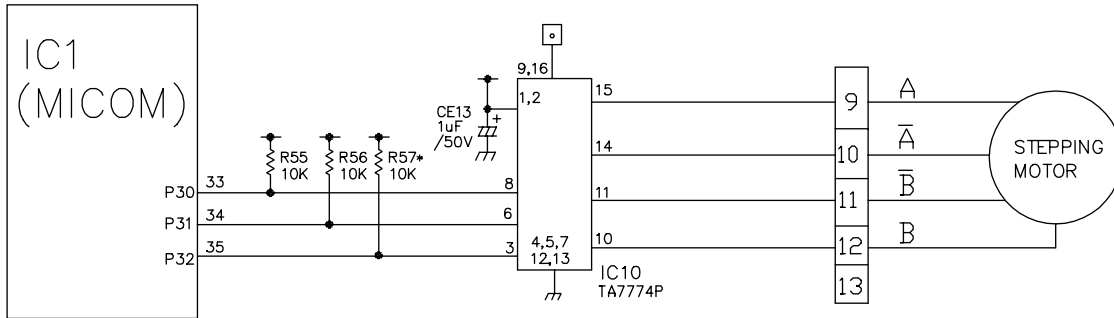 IC1
(MICOM)
P30
33
P31
34
P32
35
R55
10K
R56
10K
R57*
10K
CE13
1uF
/50V
+
9,16
1,2
8
6
3
4,5,7
12,13
15
14
11
10
IC10
TA7774P
9
10
11
12
13
A
A̅
B̅
B
STEPPING
MOTOR